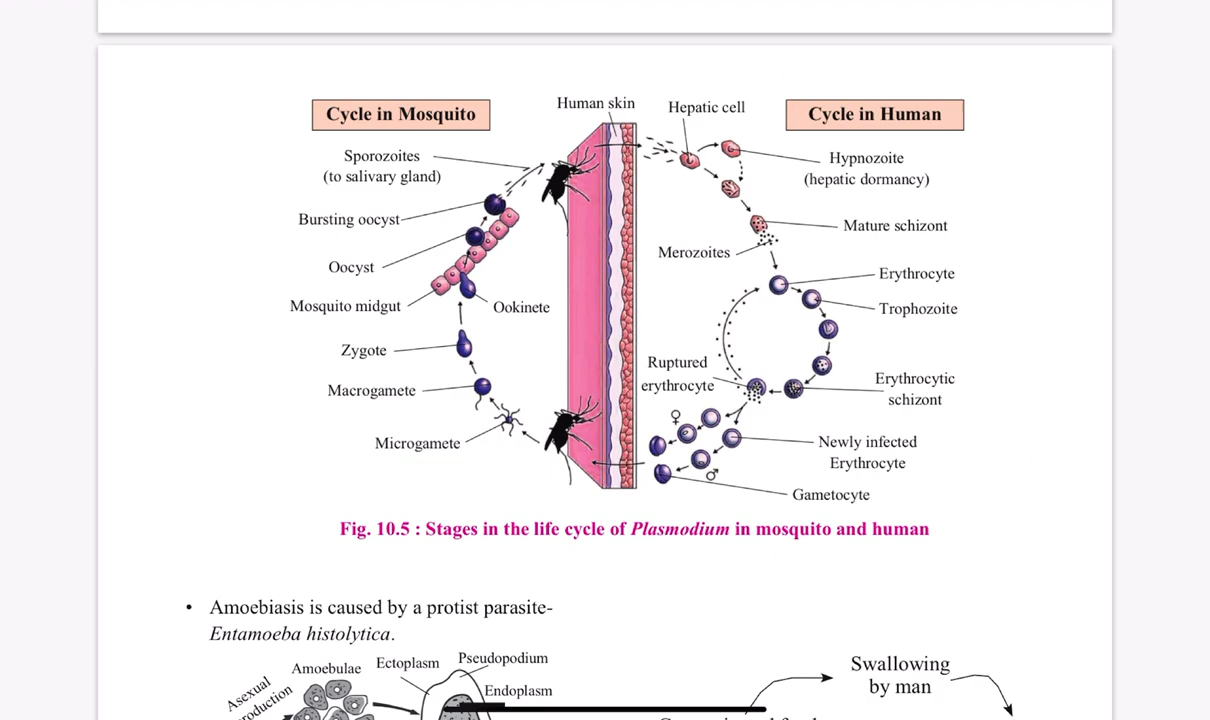 Cycle in Mosquito
Human skin
Hepatic cell
Cycle in Human
Sporozoites
(to salivary gland)
Hypnozoite
(hepatic dormancy)
Bursting oocyst
Mature schizont
Merozoites
Oocyst
Erythrocyte
Mosquito midgut
Ookinete
Trophozoite
Zygote
Ruptured
erythrocyte
Macrogamete
Erythrocytic
schizont
♀
Microgamete
Newly infected
Erythrocyte
♂
Gametocyte
Fig. 10.5 : Stages in the life cycle of Plasmodium in mosquito and human
• Amoebiasis is caused by a protist parasite-
Entamoeba histolytica.
Asexual
Amoebulae
Ectoplasm
Pseudopodium
Endoplasm
Swallowing
by man